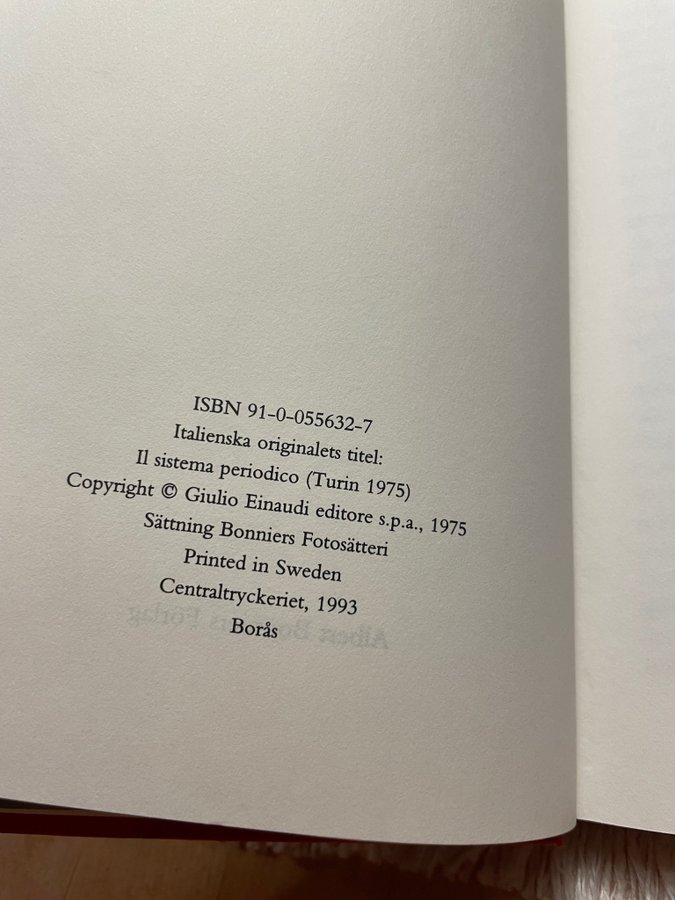 ISBN 91-0-055632-7
Italienska originalets titel:
Il sistema periodico (Turin 1975)
Copyright © Giulio Einaudi editore s.p.a., 1975
Sättning Bonniers Fotosätteri
Printed in Sweden
Centraltryckeriet, 1993
Borås